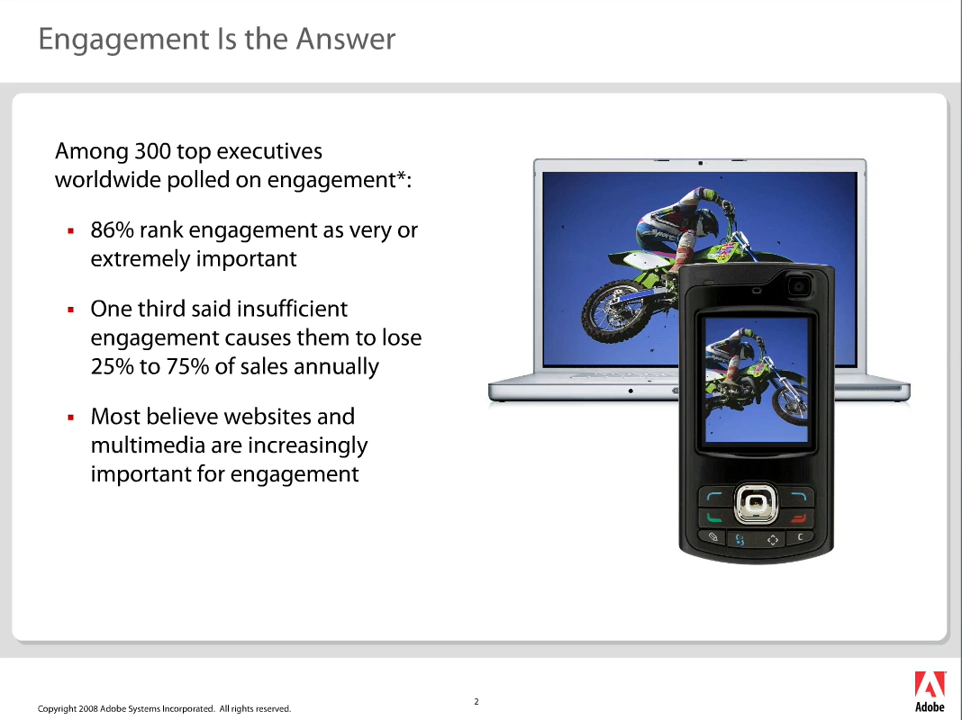 Engagement Is the Answer
Among 300 top executives
worldwide polled on engagement*:
▪ 86% rank engagement as very or
extremely important
▪ One third said insufficient
engagement causes them to lose
25% to 75% of sales annually
▪ Most believe websites and
multimedia are increasingly
important for engagement
C
Copyright 2008 Adobe Systems Incorporated.  All rights reserved.
2
Adobe